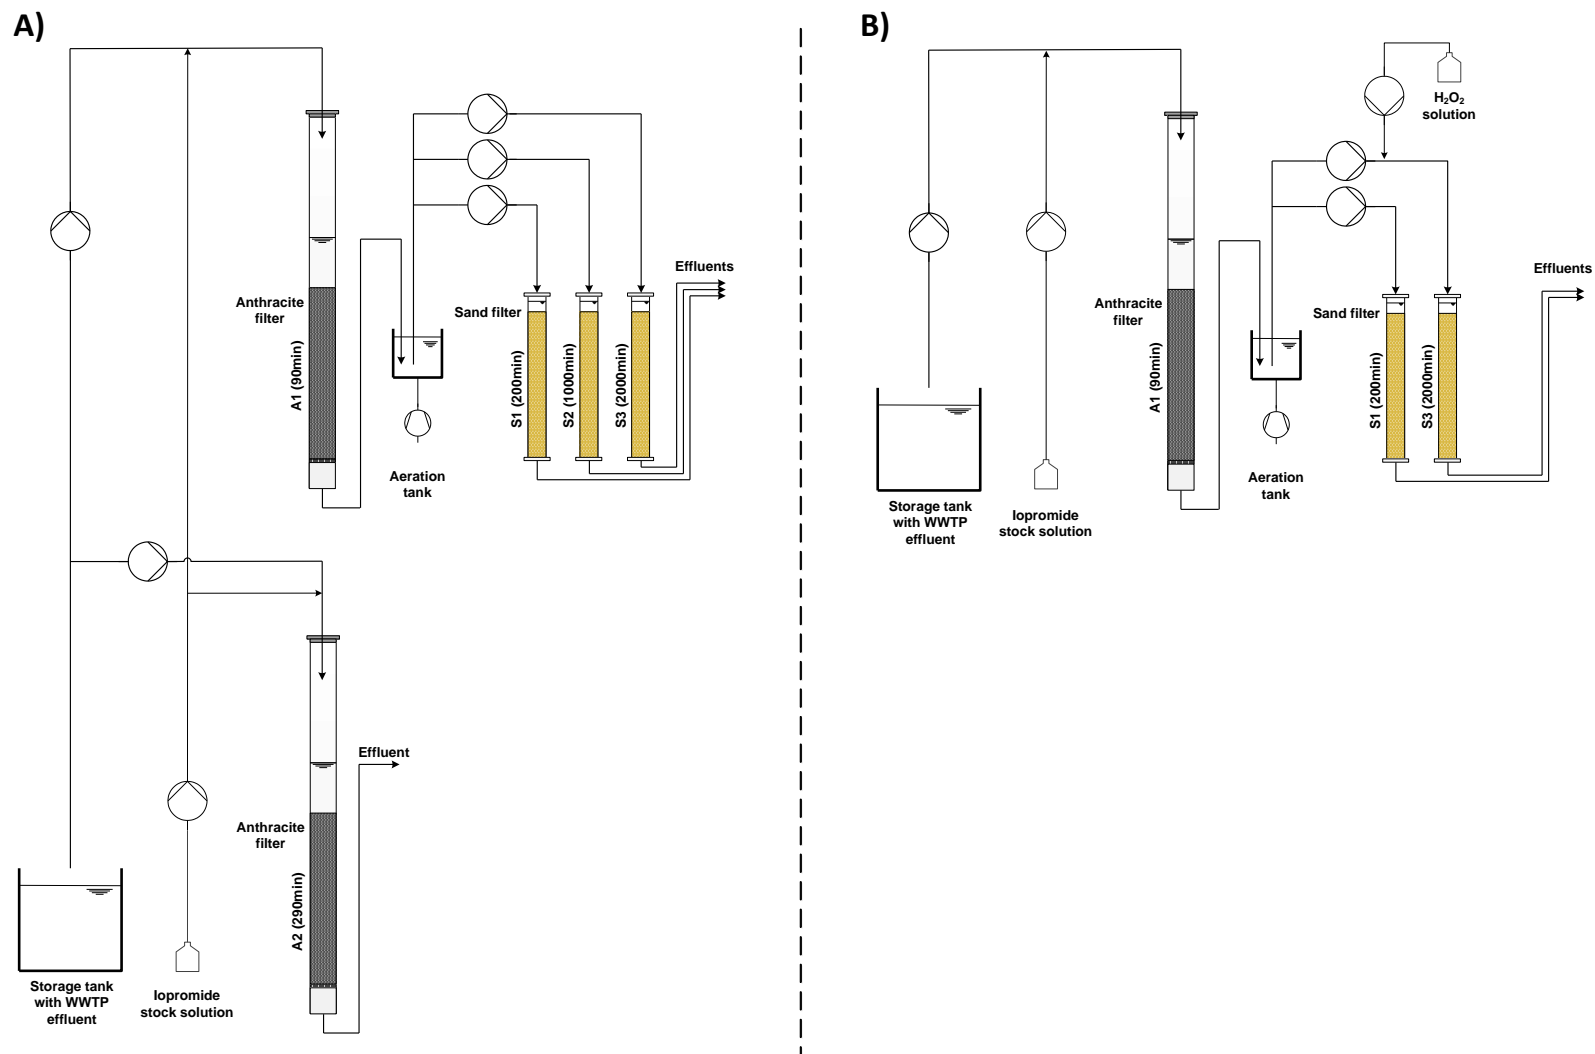 A)
Anthracite
filter
A1 (90min)
Sand filter
S1 (200min)
S2 (1000min)
S3 (2000min)
Effluents
Aeration
tank
Effluent
Anthracite
filter
A2 (290min)
Storage tank
with WWTP
effluent
Iopromide
stock solution
B)
H₂O₂
solution
Anthracite
filter
A1 (90min)
Sand filter
S1 (200min)
S3 (2000min)
Effluents
Aeration
tank
Storage tank
with WWTP
effluent
Iopromide
stock solution